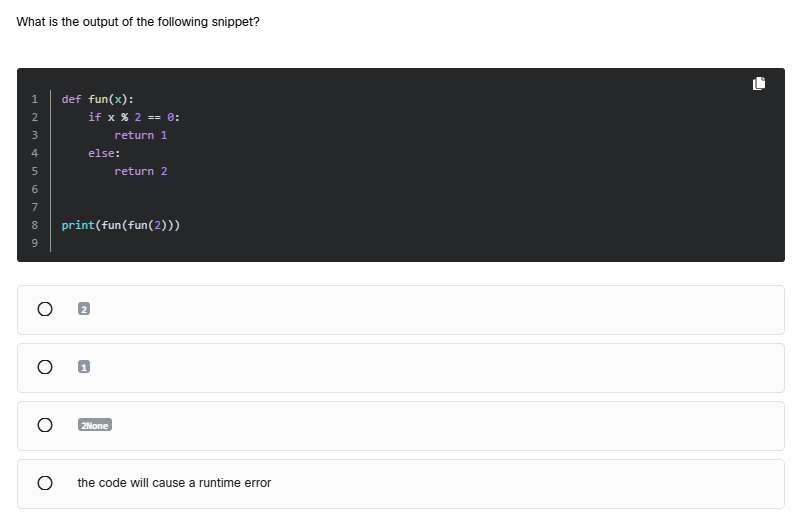 What is the output of the following snippet?
1 def fun(x):
2     if x % 2 == 0:
3         return 1
4     else:
5         return 2
6
7
8 print(fun(fun(2)))
9
2
1
2None
the code will cause a runtime error